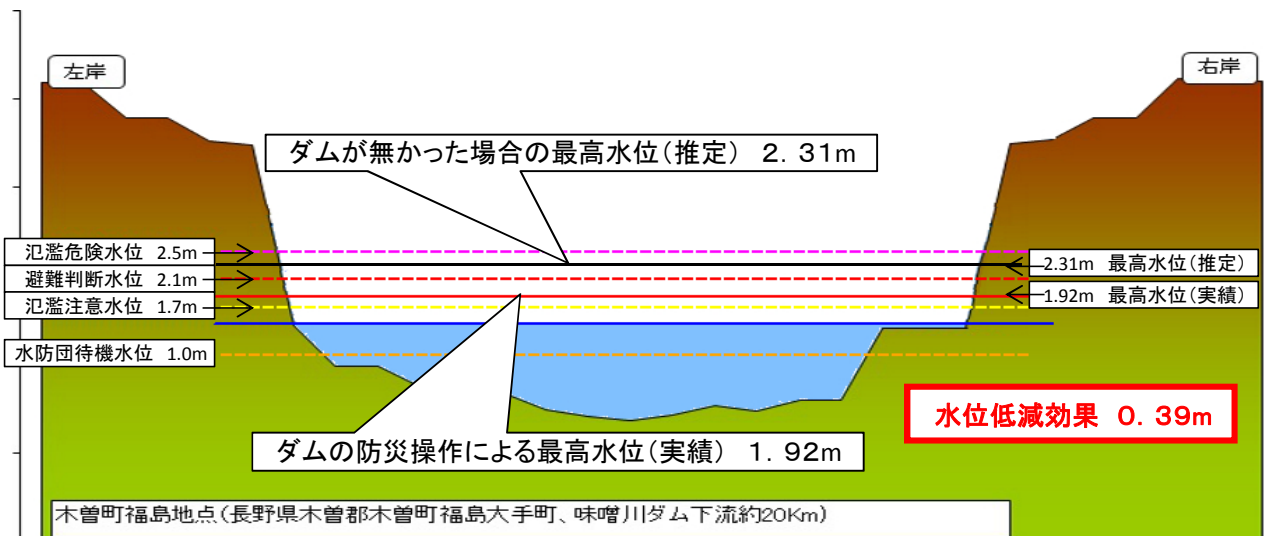 左岸
右岸
ダムが無かった場合の最高水位(推定) 2.31m
氾濫危険水位 2.5m
避難判断水位 2.1m
氾濫注意水位 1.7m
水防団待機水位 1.0m
2.31m 最高水位(推定)
1.92m 最高水位(実績)
水位低減効果 0.39m
ダムの防災操作による最高水位(実績) 1.92m
木曽町福島地点(長野県木曽郡木曽町福島大手町、味噌川ダム下流約20Km)